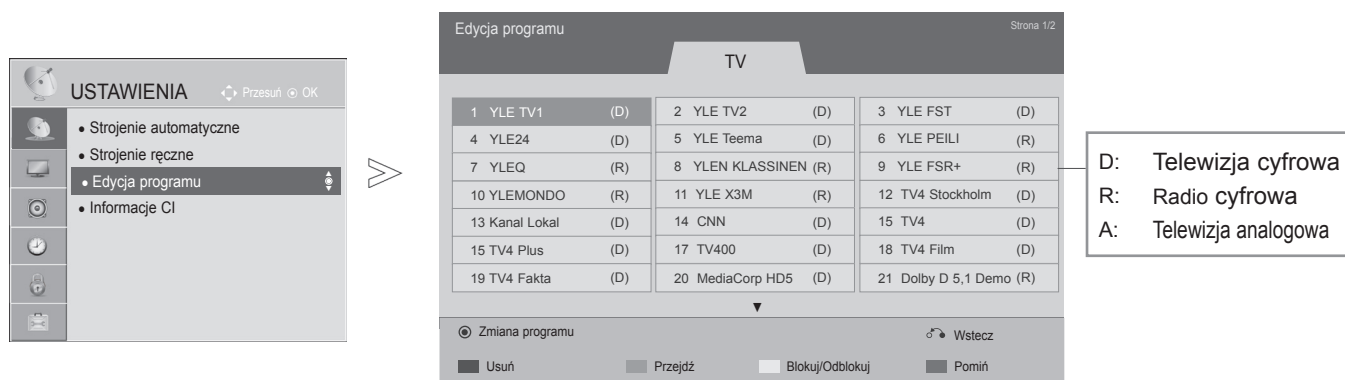 USTAWIENIA Przesuń OK
• Strojenie automatyczne
• Strojenie ręczne
• Edycja programu
• Informacje CI
Edycja programu Strona 1/2
TV
1 YLE TV1 (D) 2 YLE TV2 (D) 3 YLE FST (D)
4 YLE24 (D) 5 YLE Teema (D) 6 YLE PEILI (R)
7 YLEQ (R) 8 YLEN KLASSINEN (R) 9 YLE FSR+ (R)
10 YLEMONDO (R) 11 YLE X3M (R) 12 TV4 Stockholm (D)
13 Kanal Lokal (D) 14 CNN (D) 15 TV4 (D)
15 TV4 Plus (D) 17 TV400 (D) 18 TV4 Film (D)
19 TV4 Fakta (D) 20 MediaCorp HD5 (D) 21 Dolby D 5,1 Demo (R)
Zmiana programu Wstecz
Usuń Przejdź Blokuj/Odblokuj Pomiń
D: Telewizja cyfrowa
R: Radio cyfrowa
A: Telewizja analogowa